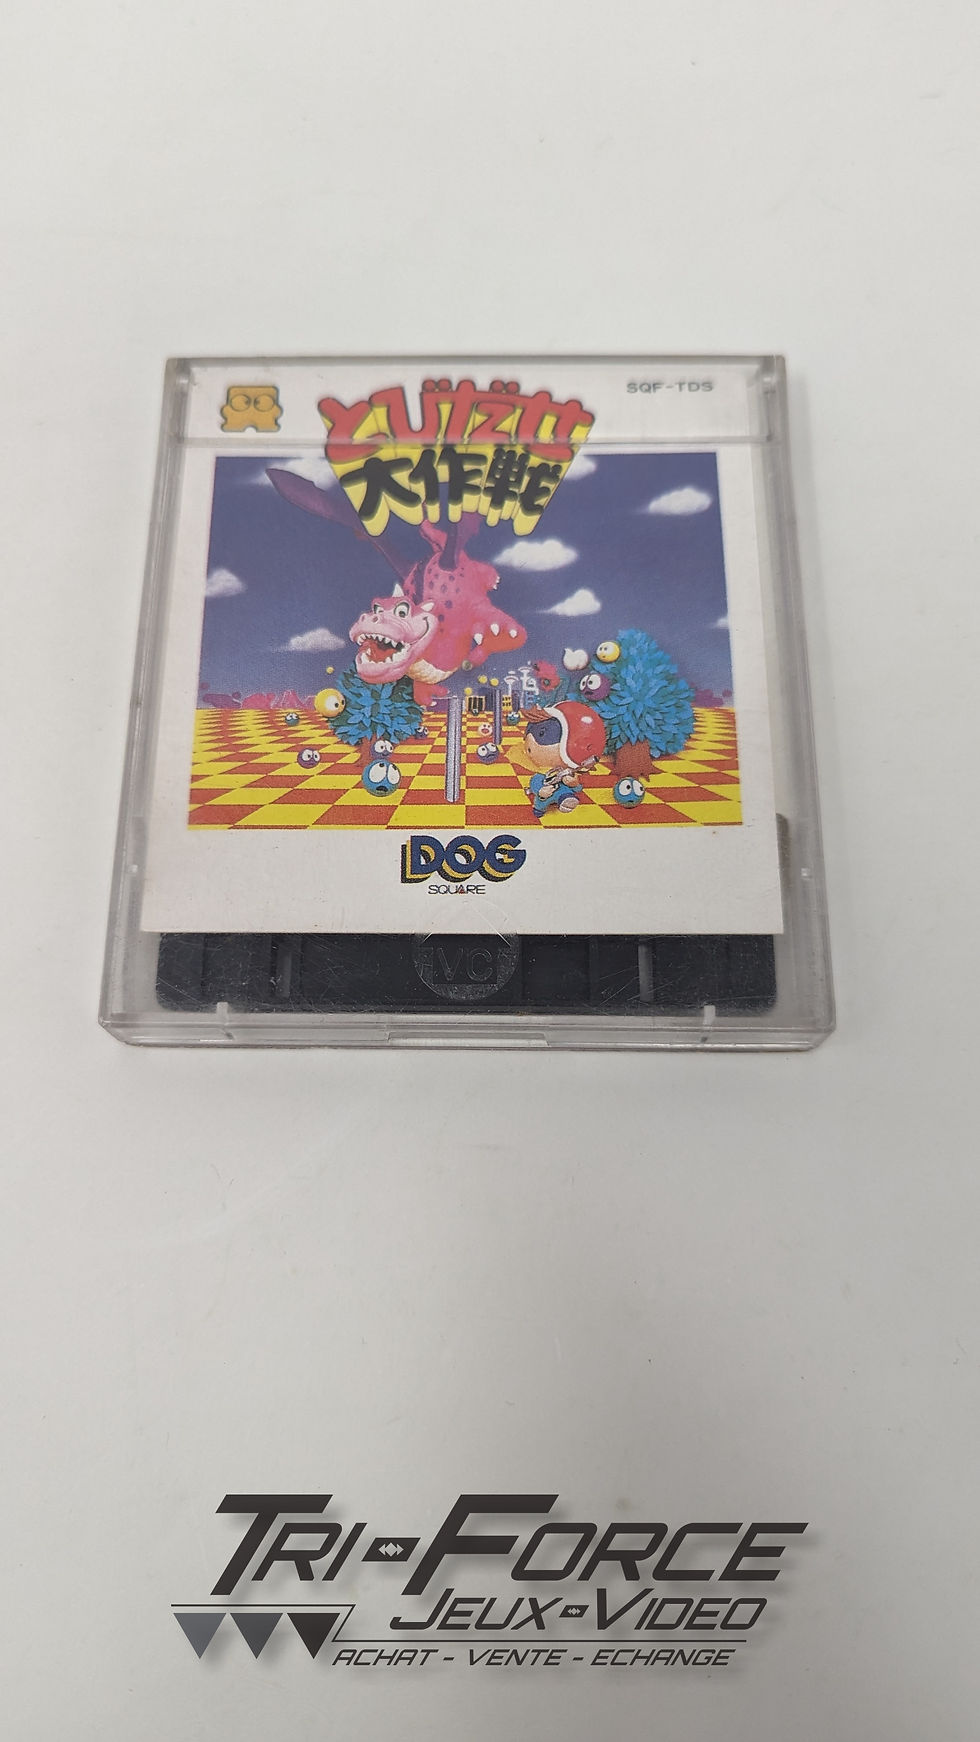 SQF-TDS
とびだせ
大作戦
DOG
SQUARE
VC
TRI-FORCE
JEUX-VIDEO
ACHAT - VENTE - ECHANGE